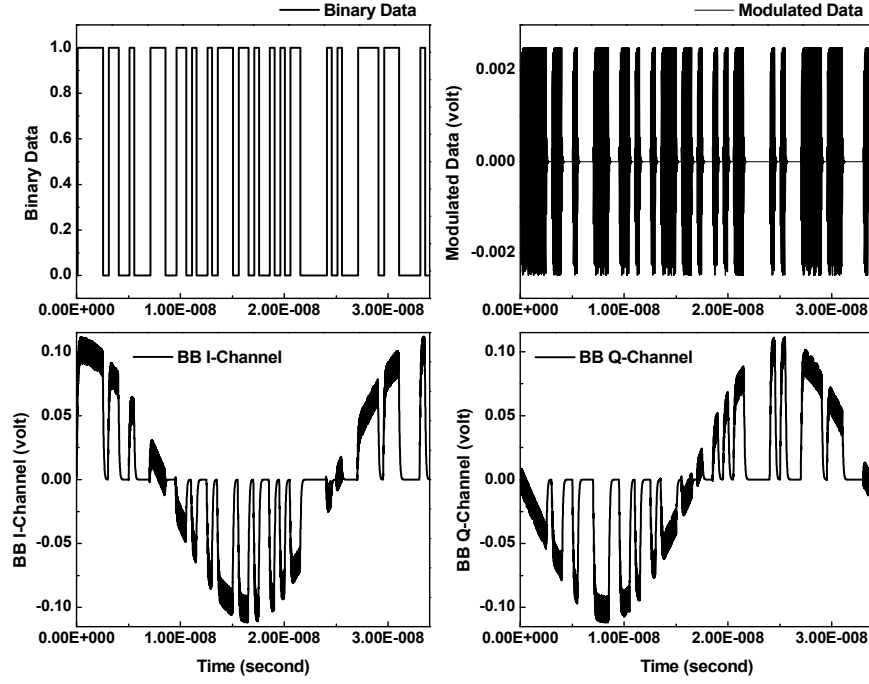 Binary Data
Modulated Data
Binary Data
1.0
0.8
0.6
0.4
0.2
0.0
0.00E+000 1.00E-008 2.00E-008 3.00E-008
Modulated Data (volt)
0.002
0.000
-0.002
0.00E+000 1.00E-008 2.00E-008 3.00E-008
BB I-Channel
BB I-Channel (volt)
0.10
0.05
0.00
-0.05
-0.10
0.00E+000 1.00E-008 2.00E-008 3.00E-008
Time (second)
BB Q-Channel
BB Q-Channel (volt)
0.10
0.05
0.00
-0.05
-0.10
0.00E+000 1.00E-008 2.00E-008 3.00E-008
Time (second)